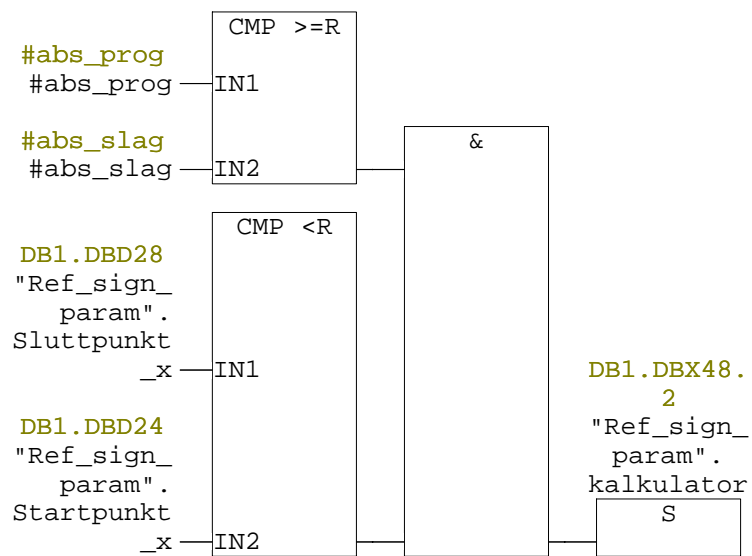 CMP >=R
#abs_prog
#abs_prog
IN1
#abs_slag
#abs_slag
IN2
&
CMP <R
DB1.DBD28
"Ref_sign_
param".
Sluttpunkt
_x
IN1
DB1.DBD24
"Ref_sign_
param".
Startpunkt
_x
IN2
DB1.DBX48.
2
"Ref_sign_
param".
kalkulator
S